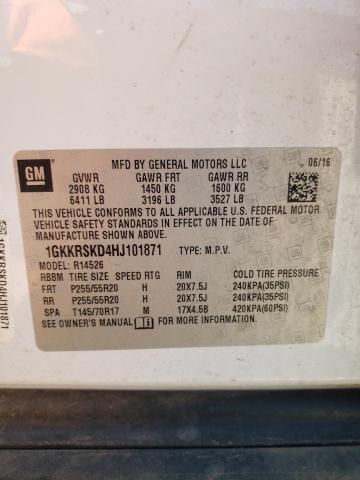 GM
MFD BY GENERAL MOTORS LLC 06/16
GVWR GAWR FRT GAWR RR
2908 KG 1450 KG 1600 KG
6411 LB 3196 LB 3527 LB
THIS VEHICLE CONFORMS TO ALL APPLICABLE U.S. FEDERAL MOTOR
VEHICLE SAFETY STANDARDS IN EFFECT ON THE DATE OF
MANUFACTURE SHOWN ABOVE.
1GKKRSKD4HJ101871 TYPE: M.P.V.
MODEL: R14526
RBBM TIRE SIZE SPEED RIM COLD TIRE PRESSURE
FRT P255/55R20 H 20X7.5J 240KPA(35PSI)
RR P255/55R20 H 20X7.5J 240KPA(35PSI)
SPA T145/70R17 M 17X4.5B 420KPA(60PSI)
SEE OWNER'S MANUAL FOR MORE INFORMATION.
1GKKRSKD4HJ101871